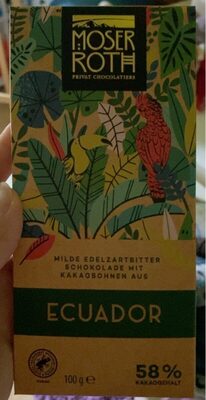 MOSER
ROTH
PRIVAT CHOCOLATIERS
MILDE EDELZARTBITTER
SCHOKOLADE MIT
KAKAOBOHNEN AUS
ECUADOR
100 g ℮
58 %
KAKAOGEHALT